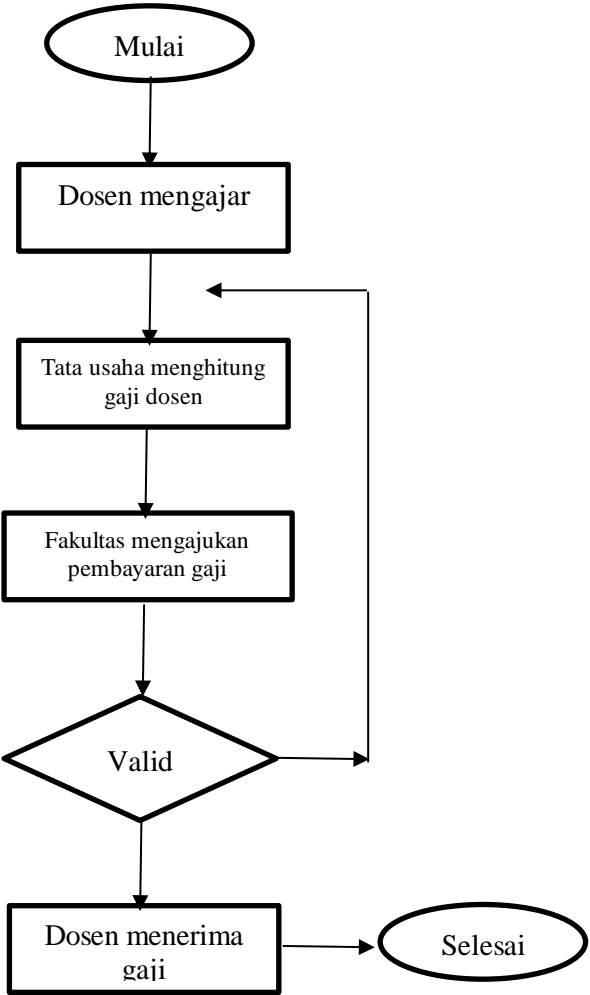 Mulai
Dosen mengajar
Tata usaha menghitung
gaji dosen
Fakultas mengajukan
pembayaran gaji
Valid
Dosen menerima
gaji
Selesai